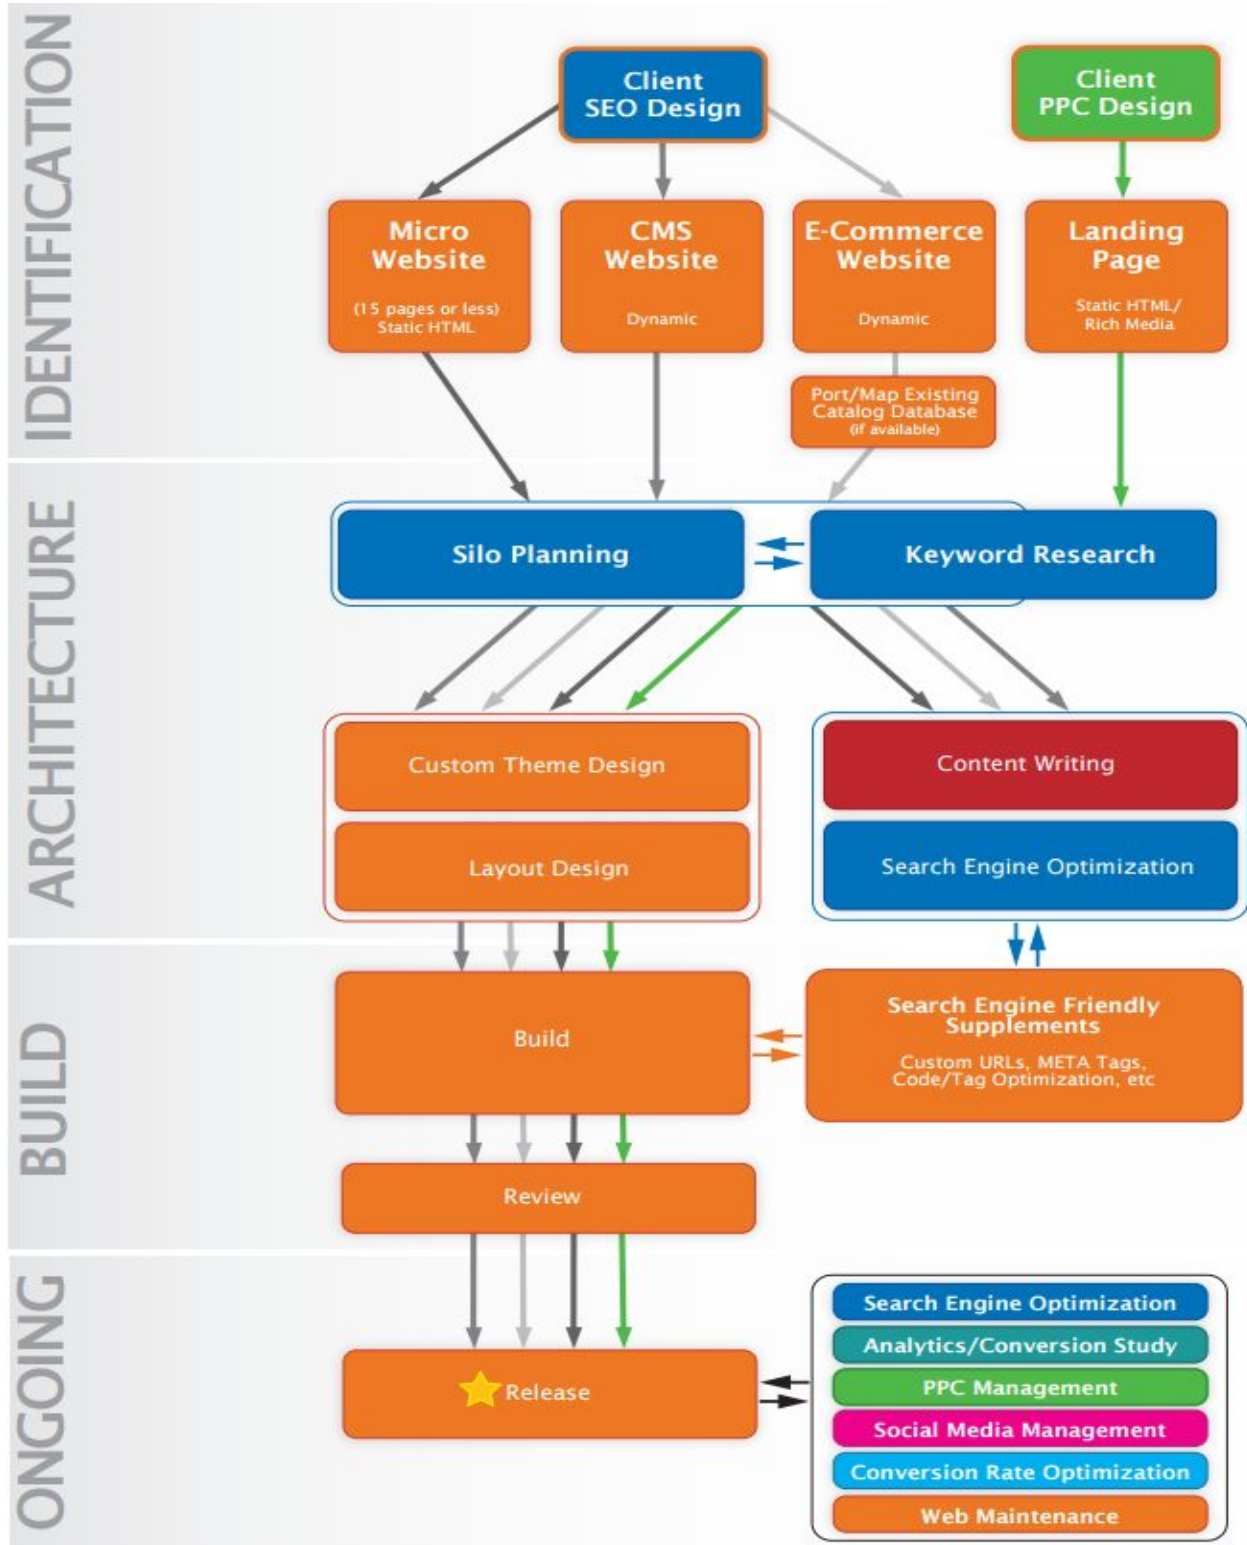 IDENTIFICATION
Client
SEO Design
Client
PPC Design
Micro
Website
(15 pages or less)
Static HTML
CMS
Website
Dynamic
E-Commerce
Website
Dynamic
Landing
Page
Static HTML/
Rich Media
Port/Map Existing
Catalog Database
(if available)
ARCHITECTURE
Silo Planning
Keyword Research
Custom Theme Design
Layout Design
Content Writing
Search Engine Optimization
BUILD
Build
Search Engine Friendly
Supplements
Custom URLs, META Tags,
Code/Tag Optimization, etc
Review
ONGOING
Release
Search Engine Optimization
Analytics/Conversion Study
PPC Management
Social Media Management
Conversion Rate Optimization
Web Maintenance